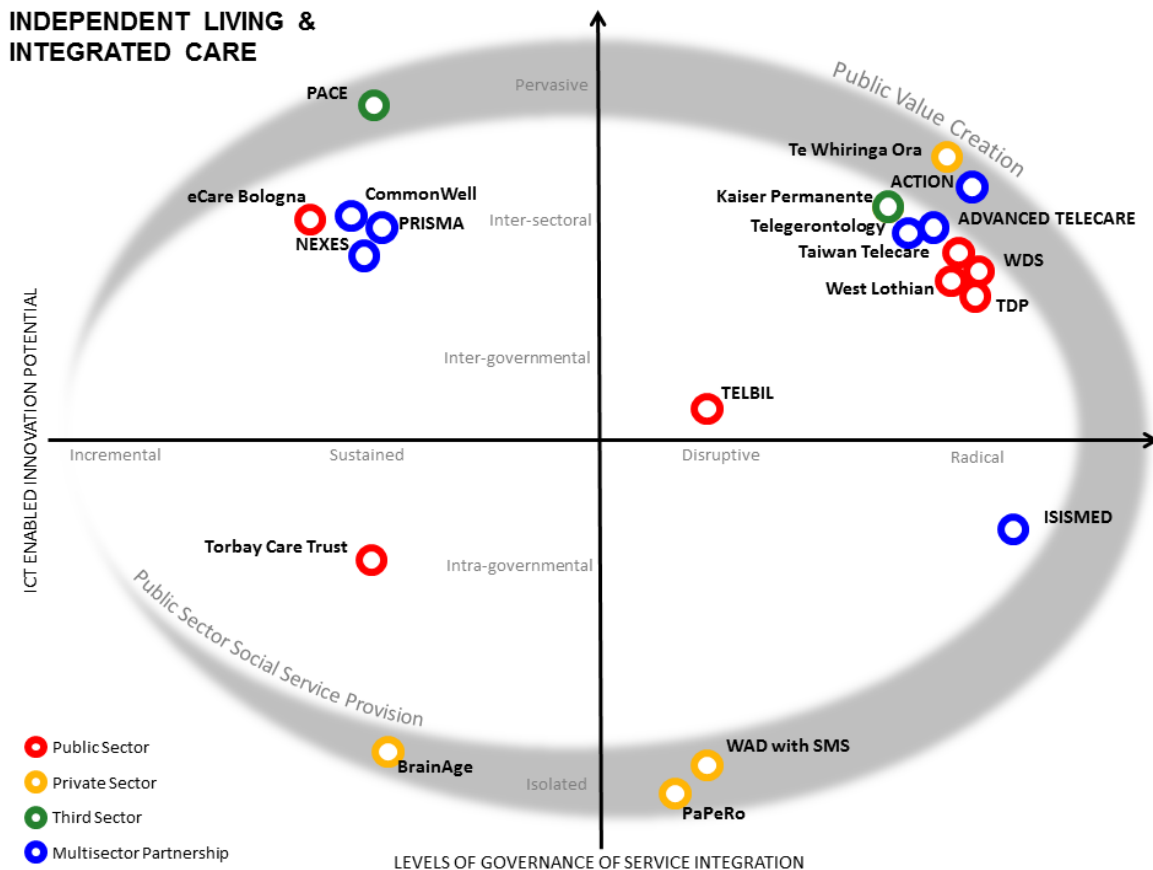 INDEPENDENT LIVING &
INTEGRATED CARE
Pervasive
Public Value Creation
PACE
Te Whiringa Ora
ACTION
eCare Bologna
CommonWell
PRISMA
NEXES
Inter-sectoral
Kaiser Permanente
ADVANCED TELECARE
Telegerontology
Taiwan Telecare
WDS
West Lothian
TDP
Inter-governmental
TELBIL
ICT ENABLED INNOVATION POTENTIAL
Incremental
Sustained
Disruptive
Radical
ISISMED
Torbay Care Trust
Intra-governmental
Public Sector Social Service Provision
BrainAge
WAD with SMS
Isolated
PaPeRo
Public Sector
Private Sector
Third Sector
Multisector Partnership
LEVELS OF GOVERNANCE OF SERVICE INTEGRATION